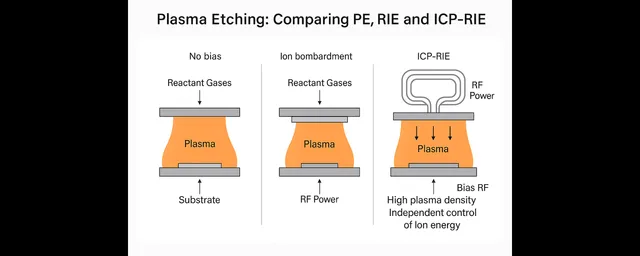 Plasma Etching: Comparing PE, RIE and ICP-RIE
No bias
Reactant Gases
Plasma
Substrate
Ion bombardment
Reactant Gases
Plasma
RF Power
ICP-RIE
RF
Power
Plasma
Bias RF
High plasma density
Independent control
of Ion energy